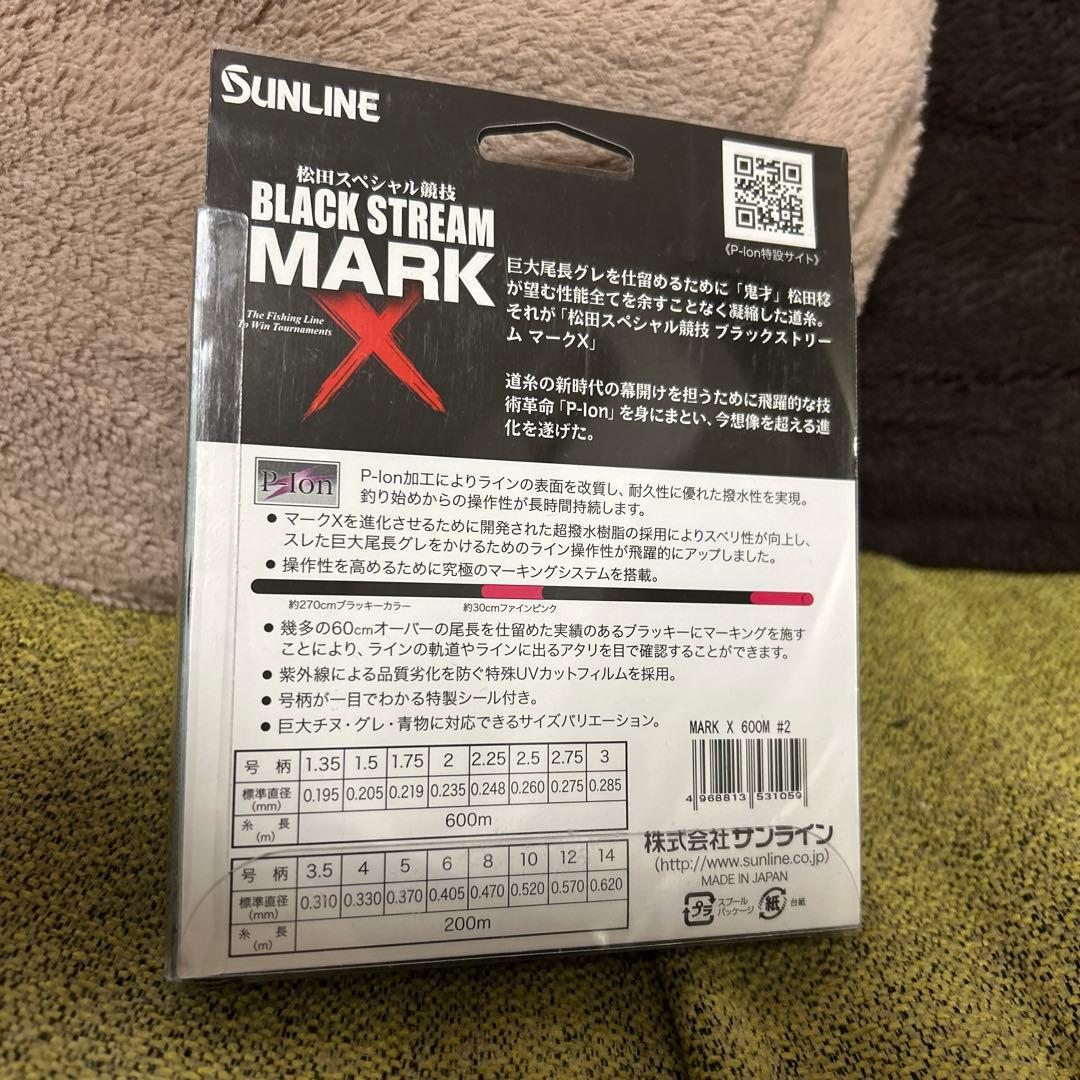 SUNLINE
松田スペシャル競技
BLACK STREAM
MARK
X
The Fishing Line
To Win Tournaments
《P-Ion特設サイト》
巨大尾長グレを仕留めるために「鬼才」松田稔
が望む性能全てを余すことなく凝縮した道糸。
それが「松田スペシャル競技 ブラックストリー
ム マークX」
道糸の新時代の幕開けを担うために飛躍的な技
術革命「P-Ion」を身にまとい、今想像を超える進
化を遂げた。
P-Ion
P-Ion加工によりラインの表面を改質し、耐久性に優れた撥水性を実現。
釣り始めからの操作性が長時間持続します。
● マークXを進化させるために開発された超撥水樹脂の採用によりスベリ性が向上し、
スレた巨大尾長グレをかけるためのライン操作性が飛躍的にアップしました。
● 操作性を高めるために究極のマーキングシステムを搭載。
約270cmブラッキーカラー 約30cmファインピンク
● 幾多の60cmオーバーの尾長を仕留めた実績のあるブラッキーにマーキングを施す
ことにより、ラインの軌道やラインに出るアタリを目で確認することができます。
● 紫外線による品質劣化を防ぐ特殊UVカットフィルムを採用。
● 号柄が一目でわかる特製シール付き。
● 巨大チヌ・グレ・青物に対応できるサイズバリエーション。
MARK X 600M #2
4 968813 531059
号 柄 1.35 1.5 1.75 2 2.25 2.5 2.75 3
標準直径(mm) 0.195 0.205 0.219 0.235 0.248 0.260 0.275 0.285
糸 長(m) 600m
号 柄 3.5 4 5 6 8 10 12 14
標準直径(mm) 0.310 0.330 0.370 0.405 0.470 0.520 0.570 0.620
糸 長(m) 200m
株式会社サンライン
(http://www.sunline.co.jp)
MADE IN JAPAN
プラ スプール パッケージ 紙 台紙